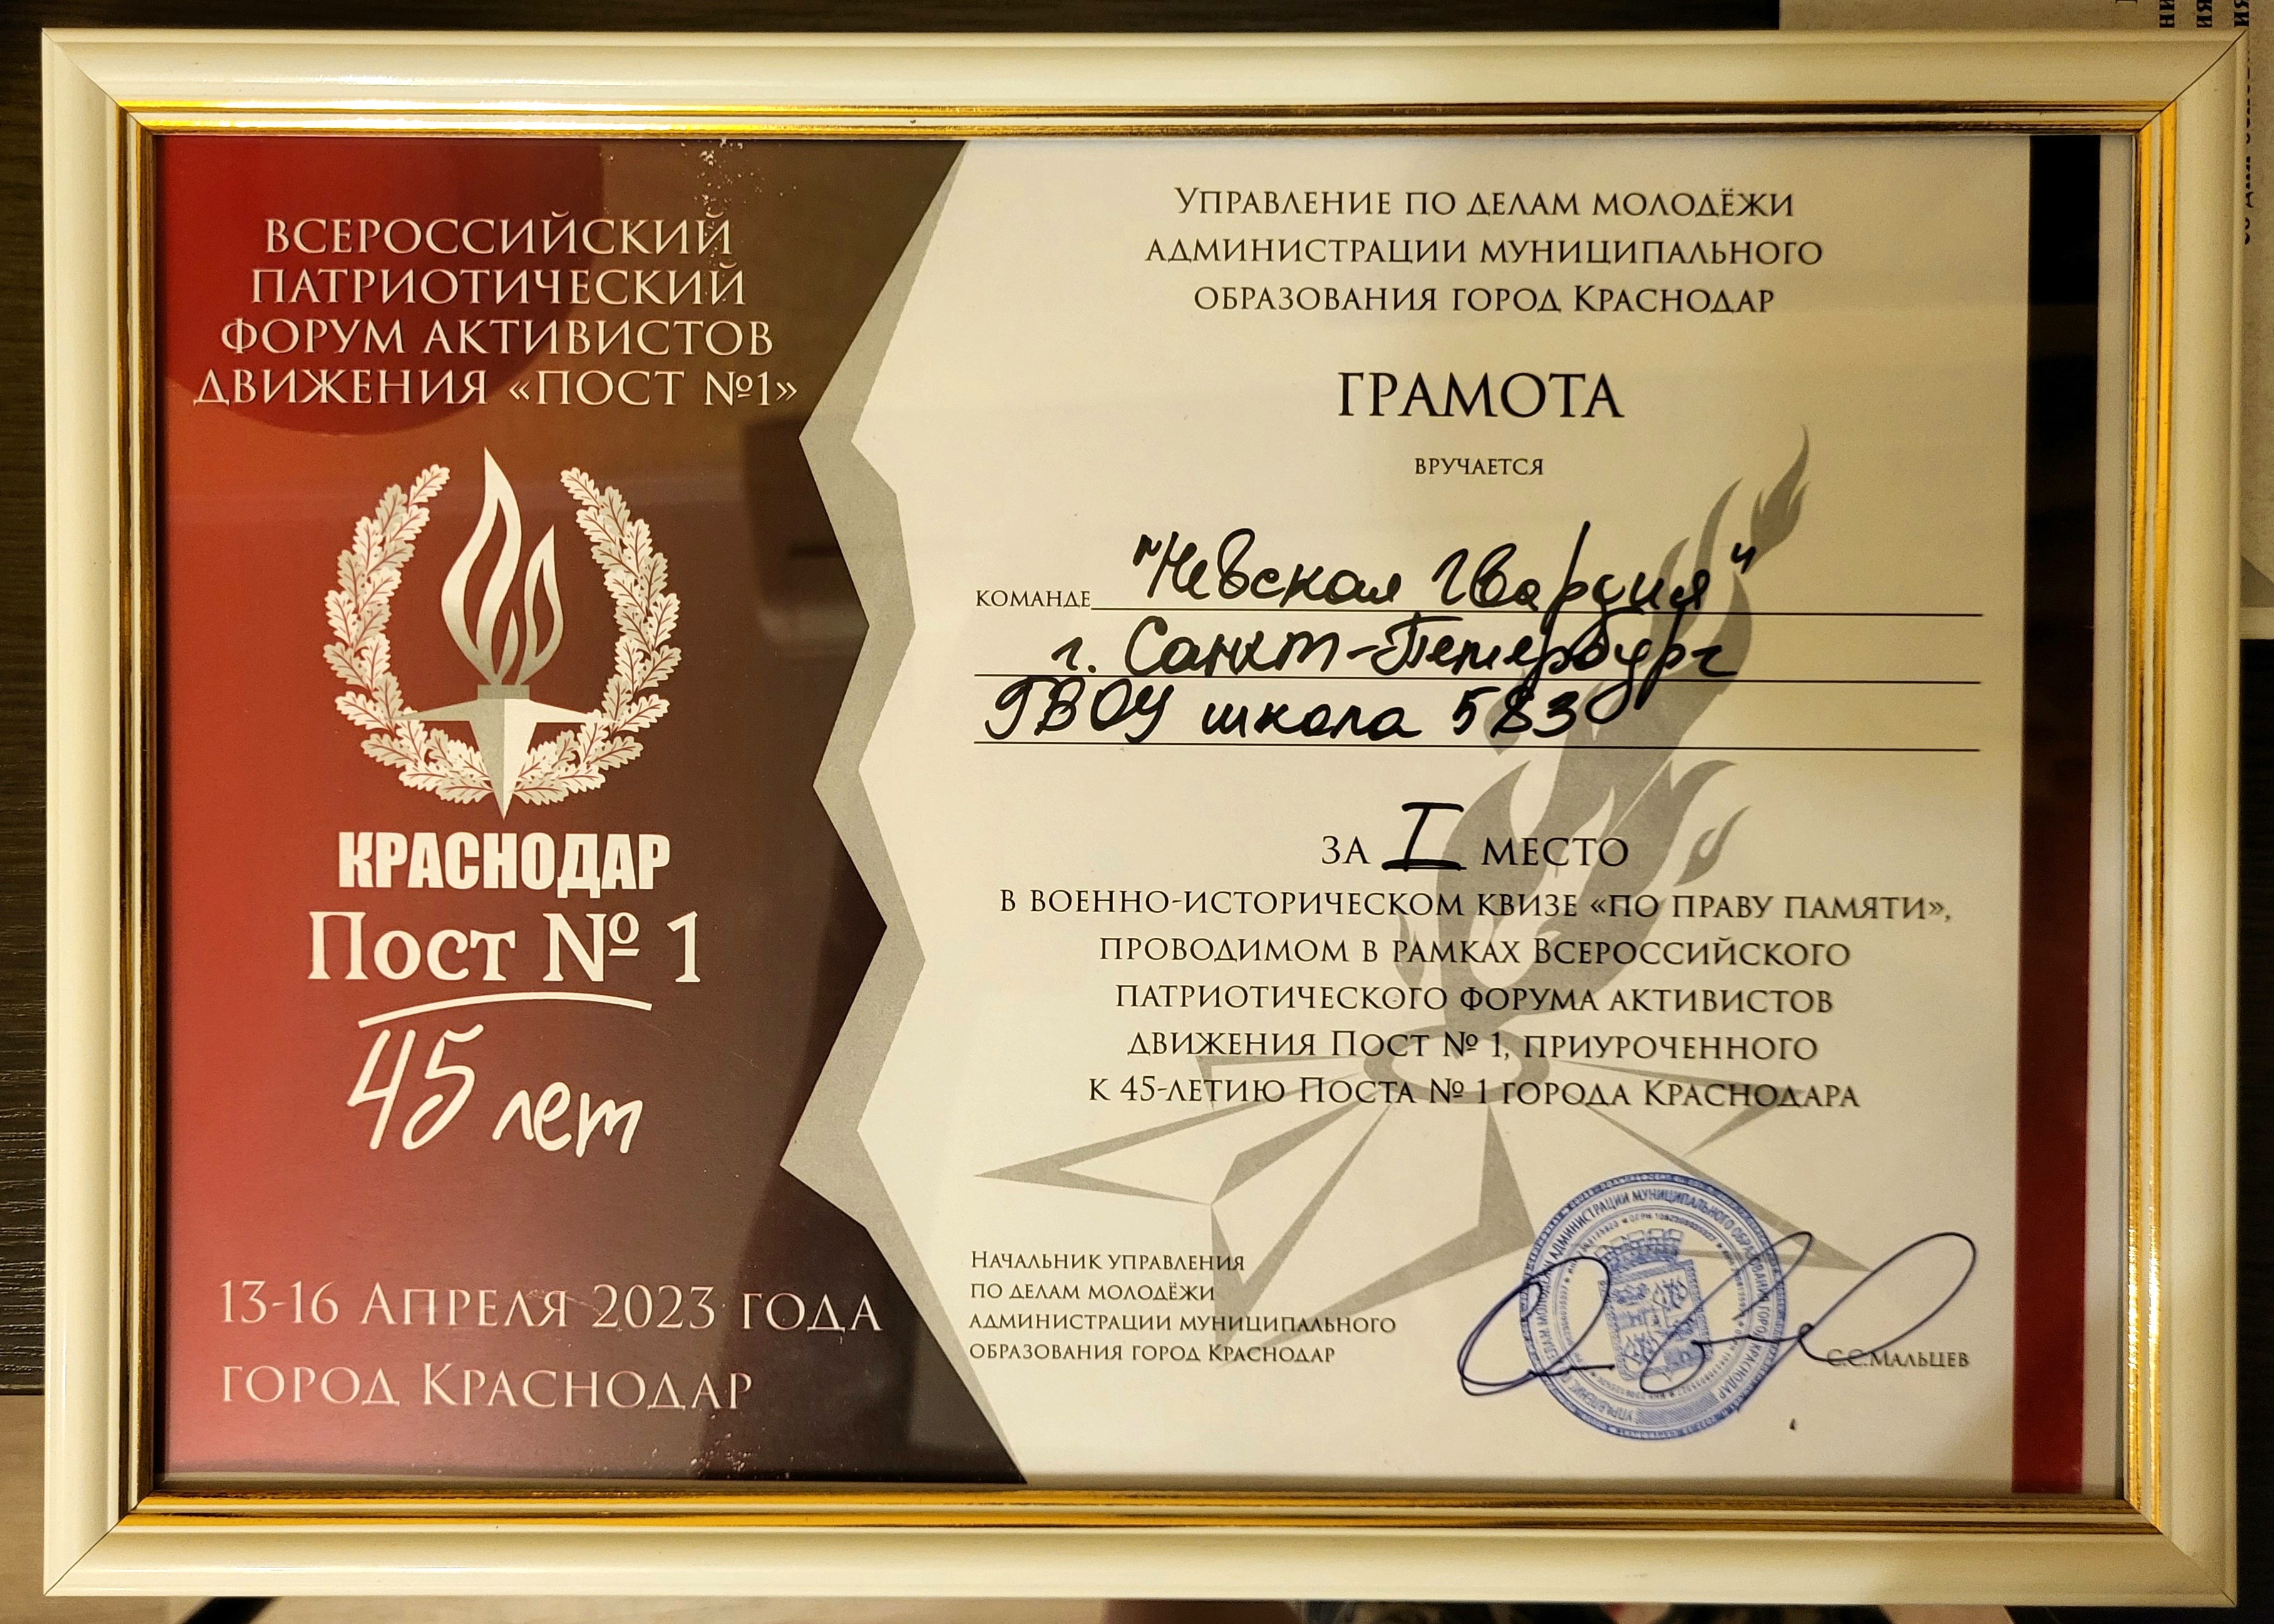 ВСЕРОССИЙСКИЙ
ПАТРИОТИЧЕСКИЙ
ФОРУМ АКТИВИСТОВ
ДВИЖЕНИЯ «ПОСТ №1»
КРАСНОДАР
Пост № 1
45 лет
13-16 Апреля 2023 года
город Краснодар
Управление по делам молодёжи
администрации муниципального
образования город Краснодар
ГРАМОТА
вручается
команде "Невская Гвардия"
г. Санкт-Петербург
ГБОУ школа 583
за I место
в военно-историческом квизе «По праву памяти»,
проводимом в рамках Всероссийского
патриотического форума активистов
движения Пост № 1, приуроченного
к 45-летию Поста № 1 города Краснодара
Начальник управления
по делам молодёжи
администрации муниципального
образования город Краснодар
С.С.Мальцев